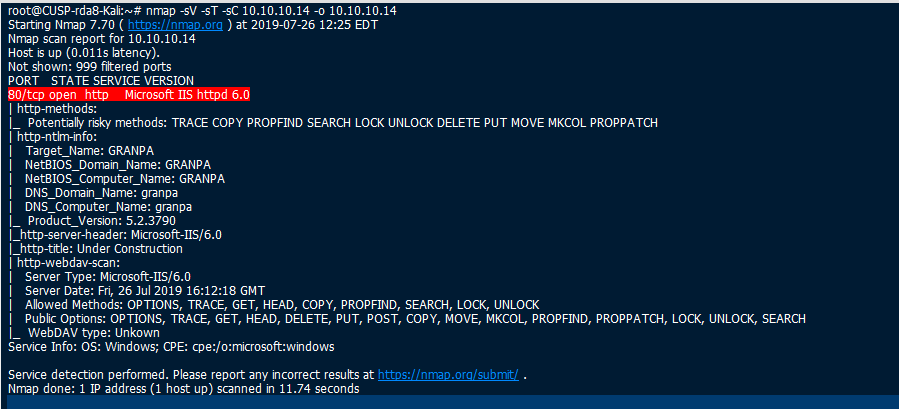 root@CUSP-rda8-Kali:~# nmap -sV -sT -sC 10.10.10.14 -o 10.10.10.14
Starting Nmap 7.70 ( https://nmap.org ) at 2019-07-26 12:25 EDT
Nmap scan report for 10.10.10.14
Host is up (0.011s latency).
Not shown: 999 filtered ports
PORT   STATE SERVICE VERSION
80/tcp open  http    Microsoft IIS httpd 6.0
| http-methods:
|_  Potentially risky methods: TRACE COPY PROPFIND SEARCH LOCK UNLOCK DELETE PUT MOVE MKCOL PROPPATCH
| http-ntlm-info:
|   Target_Name: GRANPA
|   NetBIOS_Domain_Name: GRANPA
|   NetBIOS_Computer_Name: GRANPA
|   DNS_Domain_Name: granpa
|   DNS_Computer_Name: granpa
|_  Product_Version: 5.2.3790
|_http-server-header: Microsoft-IIS/6.0
|_http-title: Under Construction
| http-webdav-scan:
|   Server Type: Microsoft-IIS/6.0
|   Server Date: Fri, 26 Jul 2019 16:12:18 GMT
|   Allowed Methods: OPTIONS, TRACE, GET, HEAD, COPY, PROPFIND, SEARCH, LOCK, UNLOCK
|   Public Options: OPTIONS, TRACE, GET, HEAD, DELETE, PUT, POST, COPY, MOVE, MKCOL, PROPFIND, PROPPATCH, LOCK, UNLOCK, SEARCH
|_  WebDAV type: Unkown
Service Info: OS: Windows; CPE: cpe:/o:microsoft:windows
Service detection performed. Please report any incorrect results at https://nmap.org/submit/ .
Nmap done: 1 IP address (1 host up) scanned in 11.74 seconds